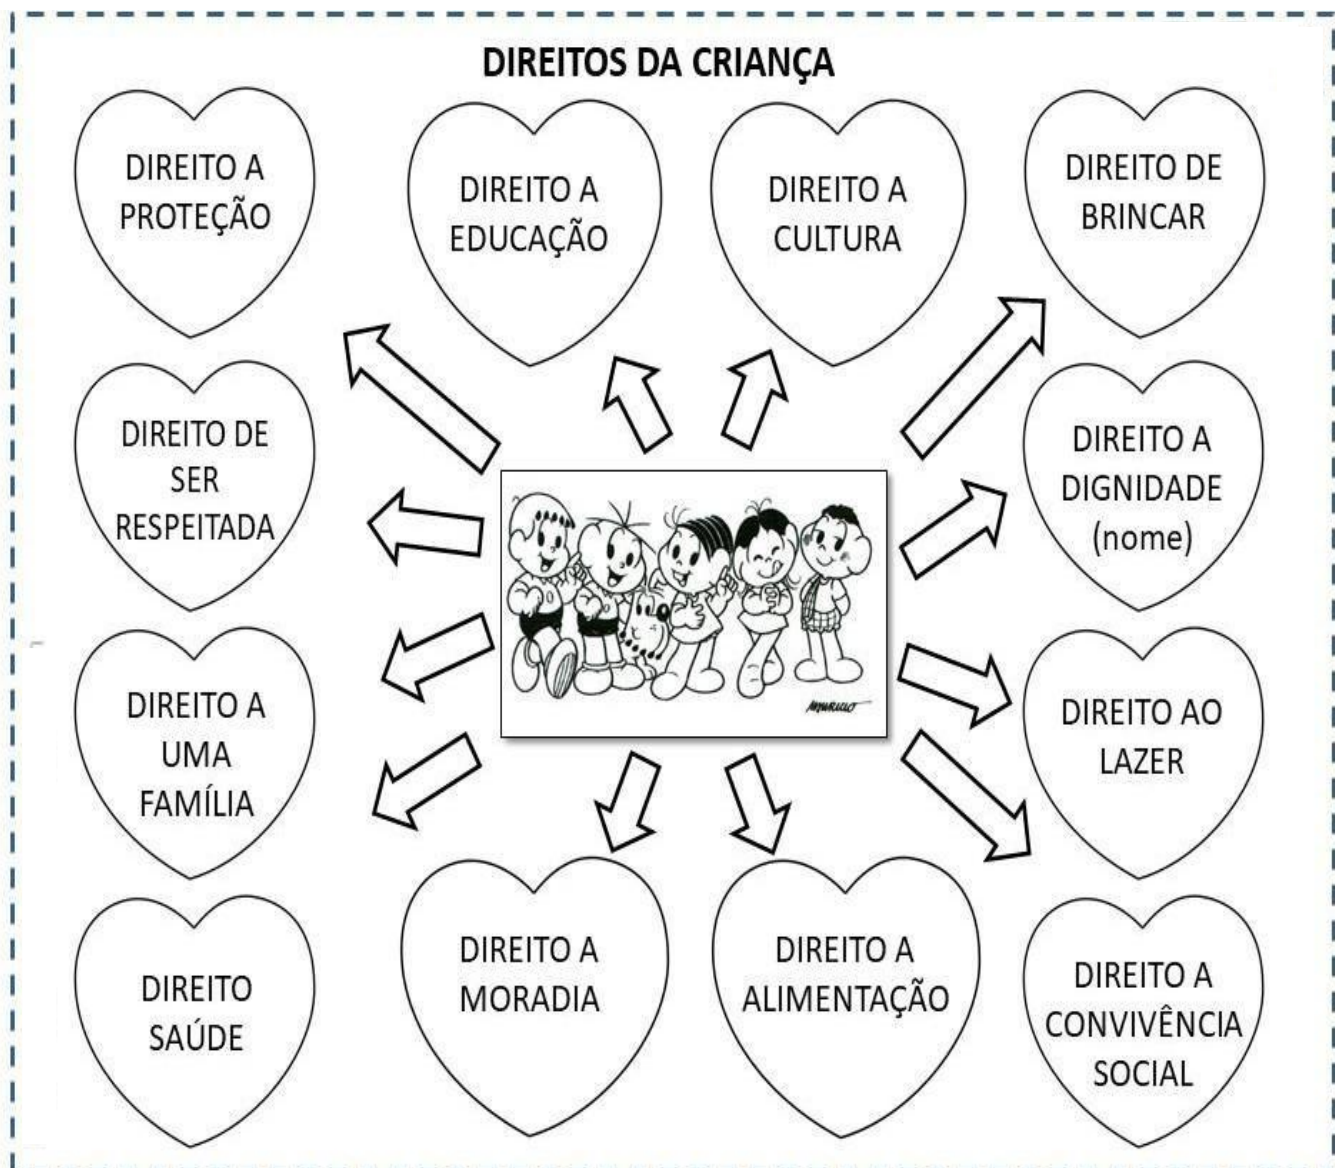 DIREITOS DA CRIANÇA
DIREITO A
PROTEÇÃO
DIREITO A
EDUCAÇÃO
DIREITO A
CULTURA
DIREITO DE
BRINCAR
DIREITO DE
SER
RESPEITADA
DIREITO A
DIGNIDADE
(nome)
DIREITO A
UMA
FAMÍLIA
MAURICIO
DIREITO AO
LAZER
DIREITO
SAÚDE
DIREITO A
MORADIA
DIREITO A
ALIMENTAÇÃO
DIREITO A
CONVIVÊNCIA
SOCIAL